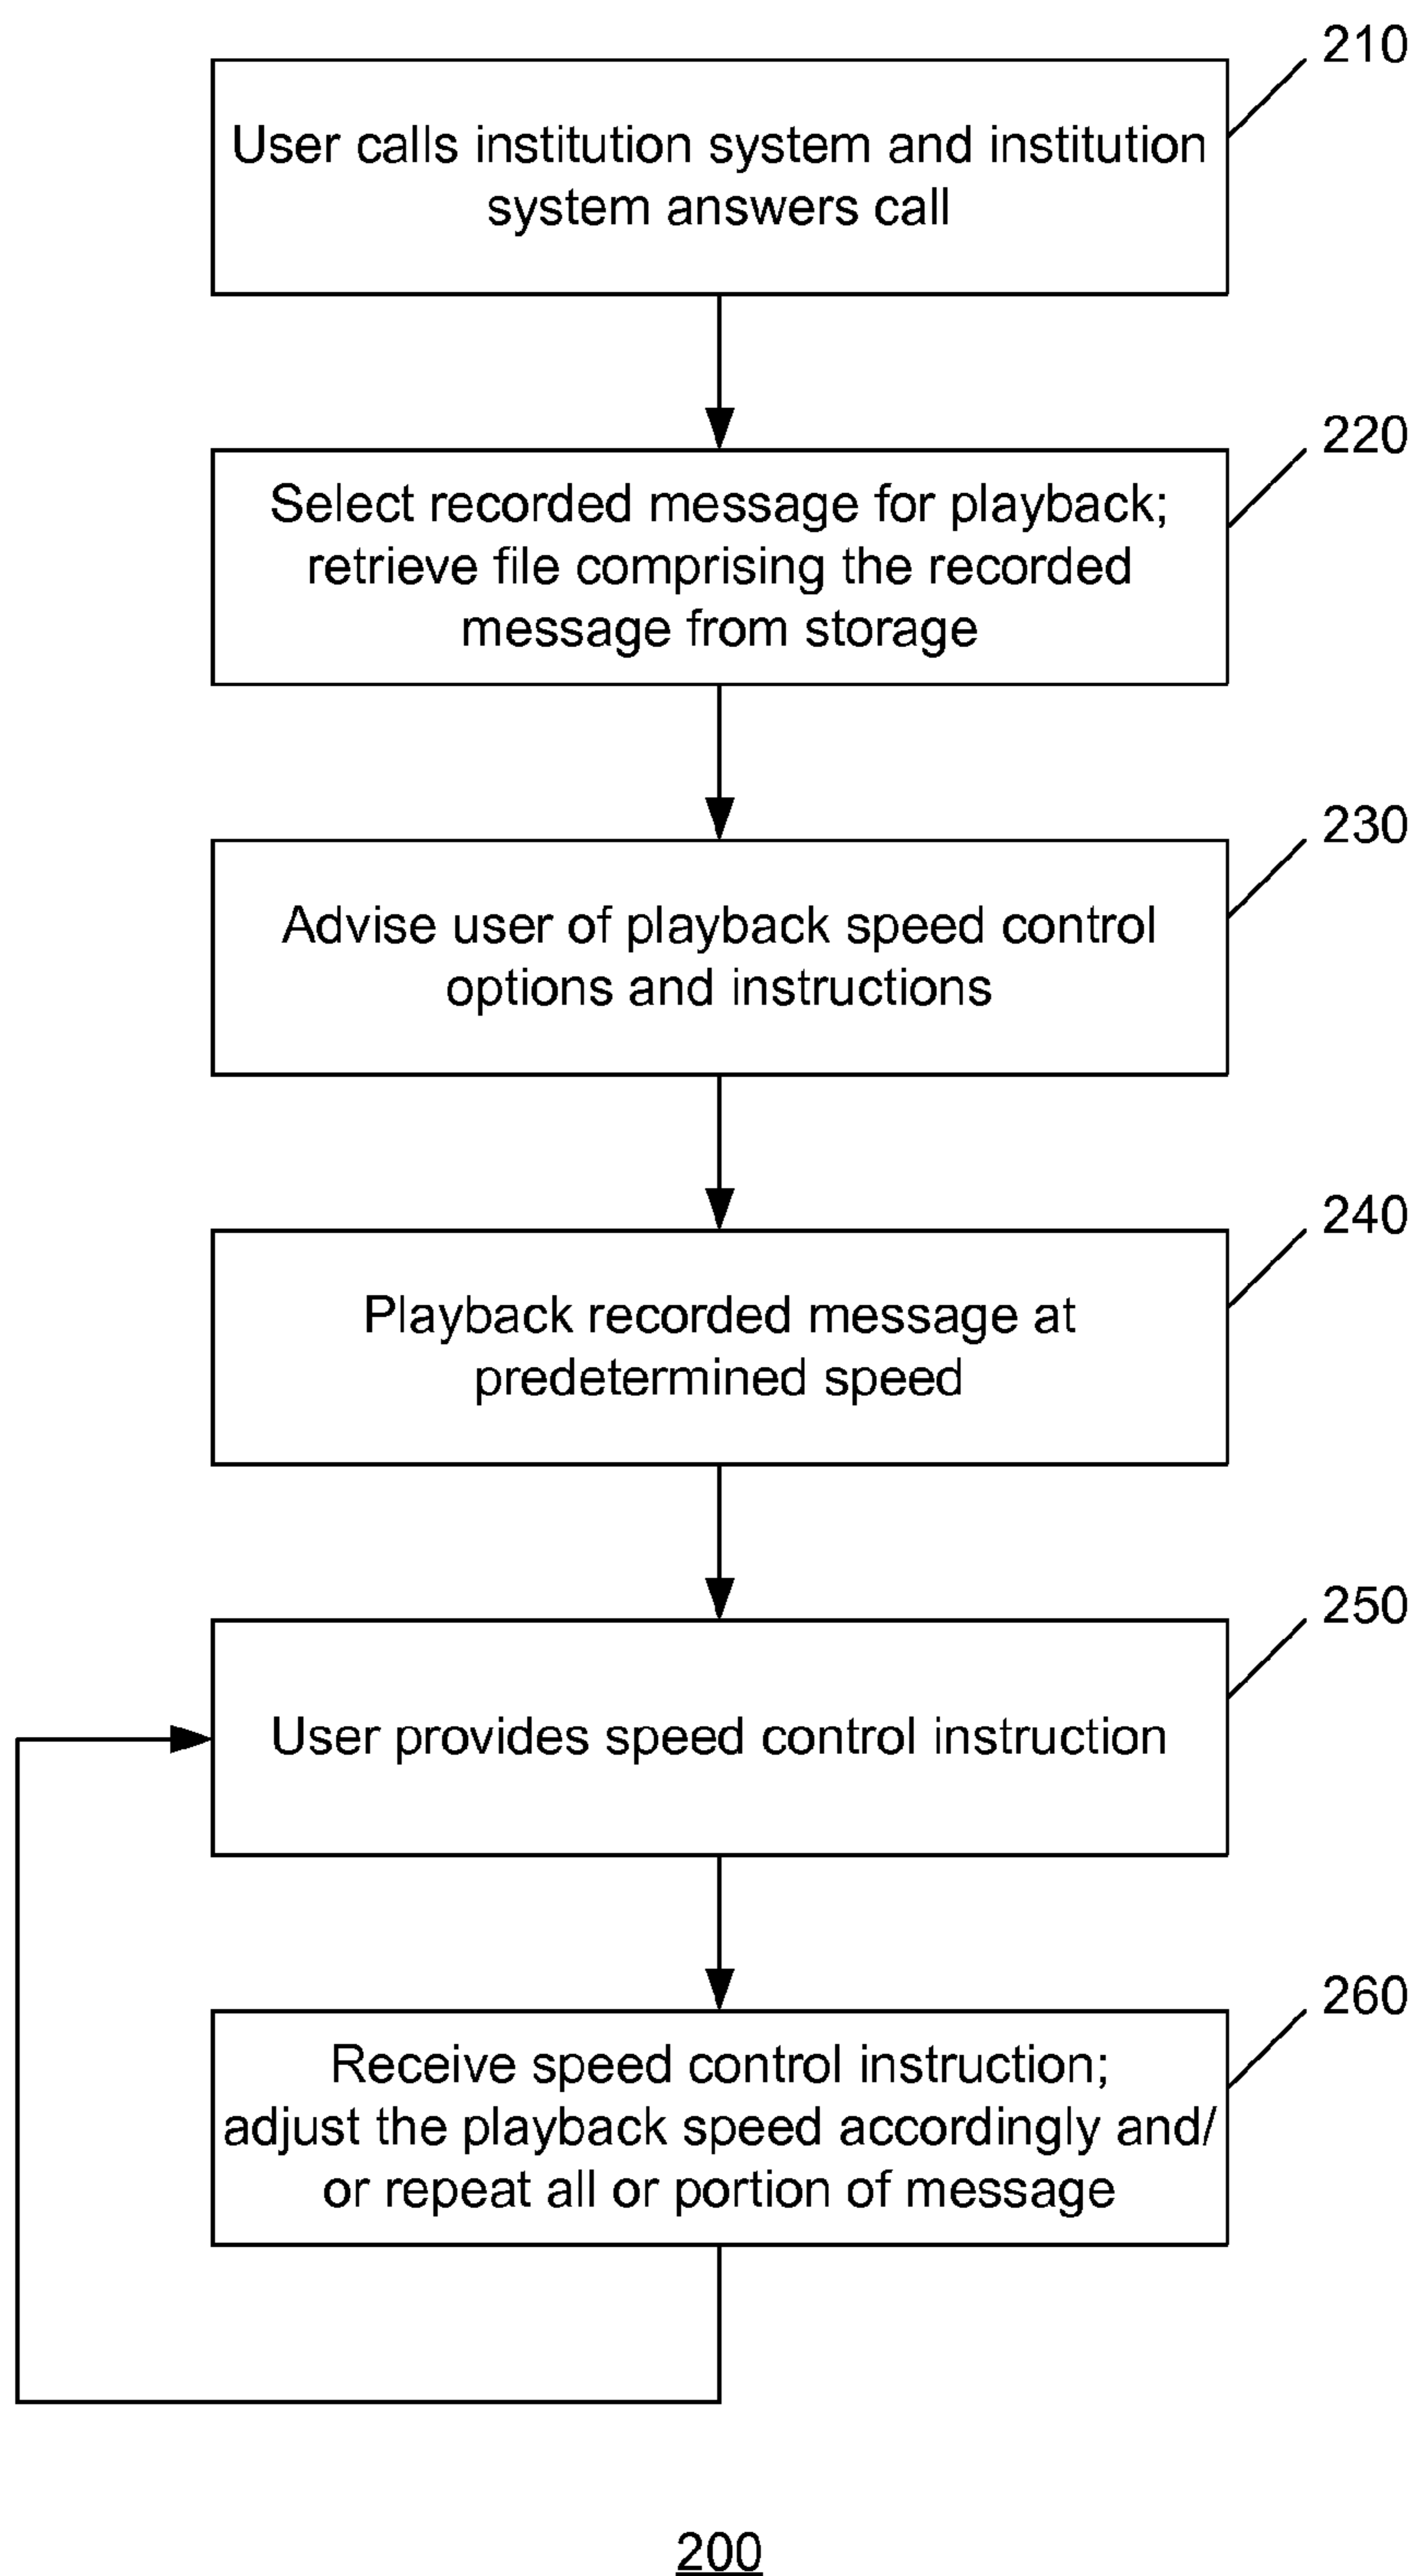 210
User calls institution system and institution
system answers call
220
Select recorded message for playback;
retrieve file comprising the recorded
message from storage
230
Advise user of playback speed control
options and instructions
240
Playback recorded message at
predetermined speed
250
User provides speed control instruction
260
Receive speed control instruction;
adjust the playback speed accordingly and/
or repeat all or portion of message
200